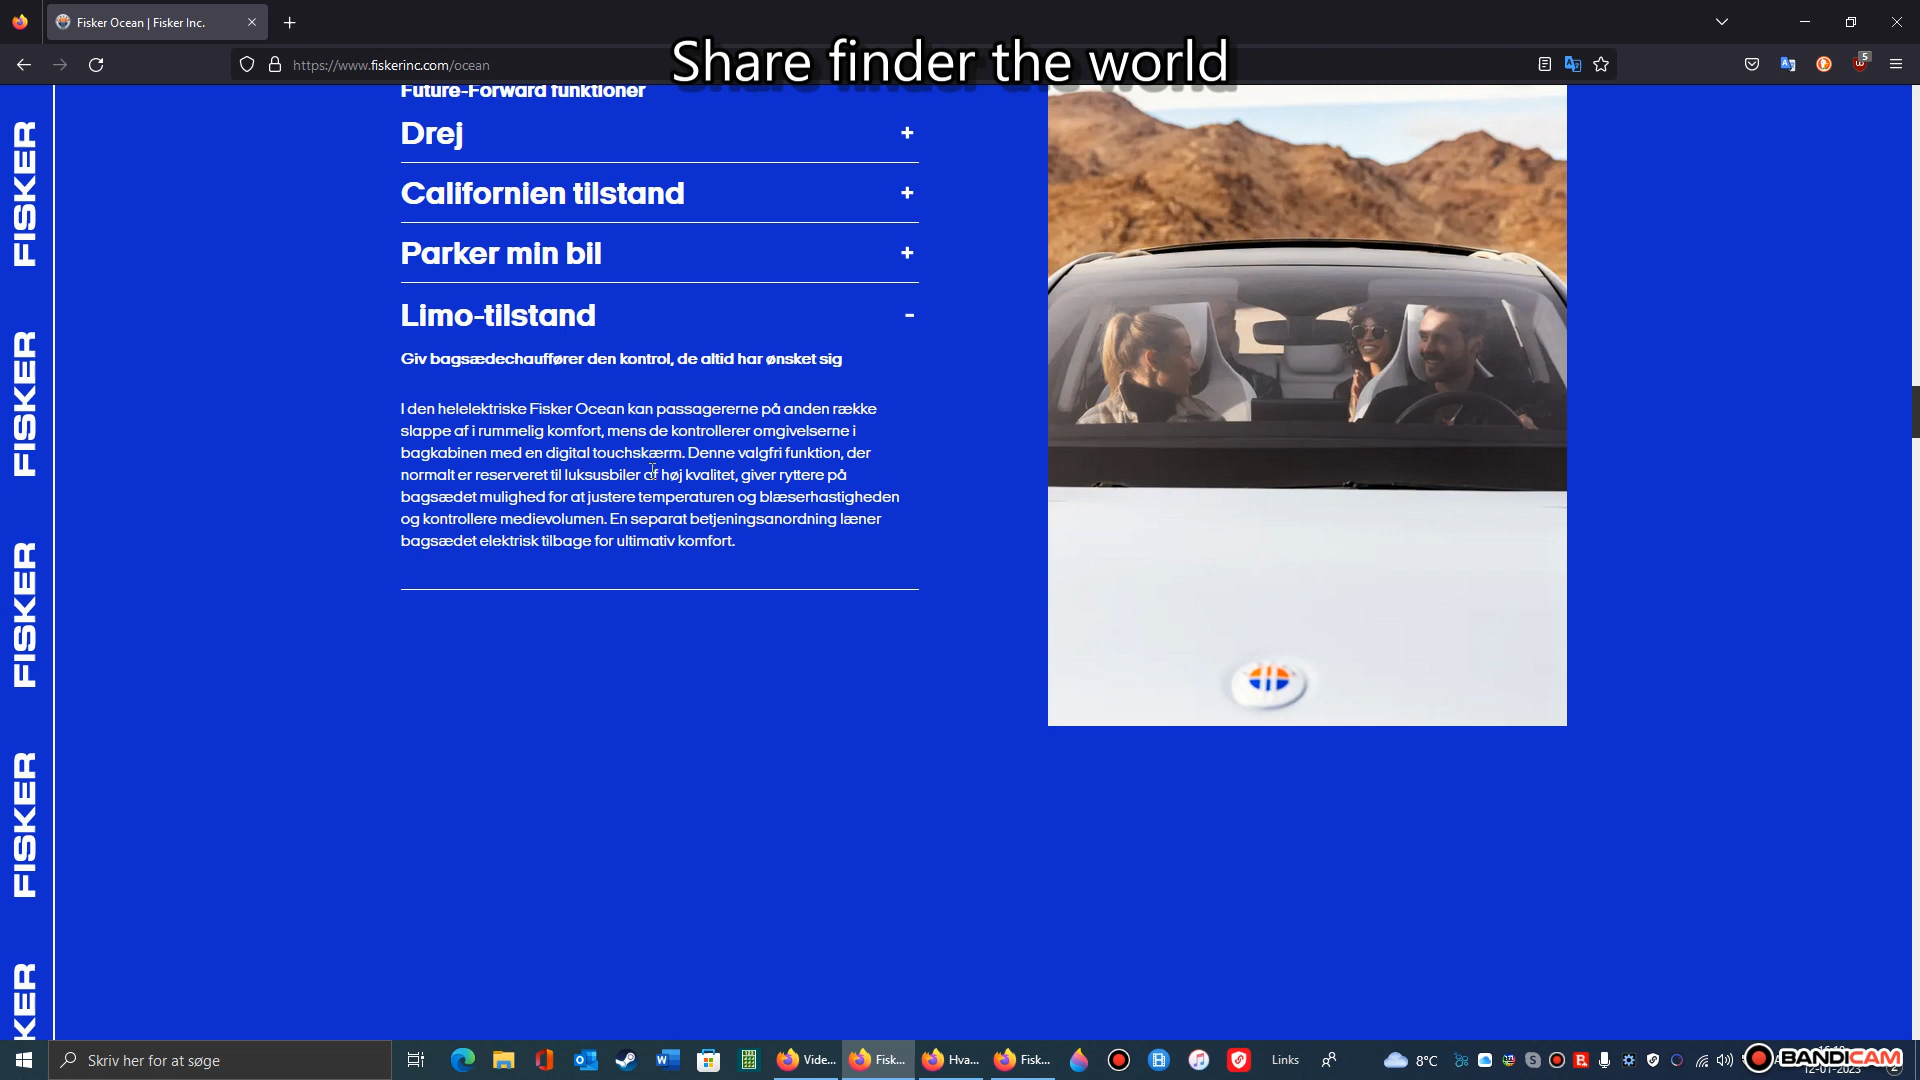 Fisker Ocean | Fisker Inc.
Share finder the world
https://www.fiskerinc.com/ocean
5
Future-Forward funktioner
Drej
+
Californien tilstand
+
Parker min bil
+
Limo-tilstand
-
Giv bagsædechauffører den kontrol, de altid har ønsket sig
I den helelektriske Fisker Ocean kan passagererne på anden række
slappe af i rummelig komfort, mens de kontrollerer omgivelserne i
bagkabinen med en digital touchskærm. Denne valgfri funktion, der
normalt er reserveret til luksusbiler af høj kvalitet, giver ryttere på
bagsædet mulighed for at justere temperaturen og blæserhastigheden
og kontrollere medievolumen. En separat betjeningsanordning læner
bagsædet elektrisk tilbage for ultimativ komfort.
FISKER
FISKER
FISKER
FISKER
KER
Skriv her for at søge
Vide...
Fisk...
Hva...
Fisk...
Links
8°C
BANDICAM
12-01-2023